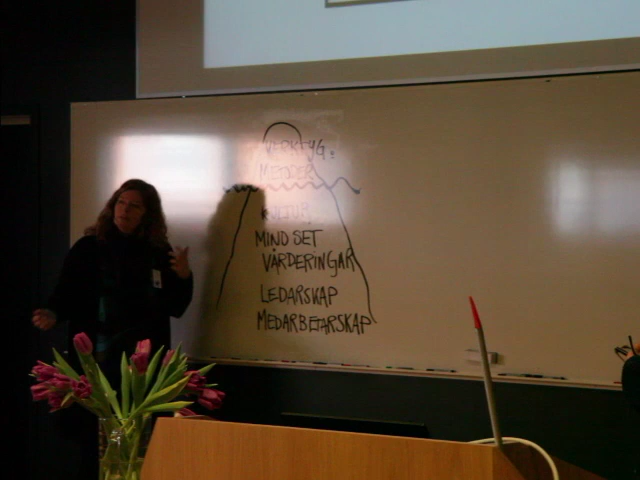 VERKTYG:
METODER
KULTUR
MIND SET
VÄRDERINGAR
LEDARSKAP
MEDARBETARSKAP